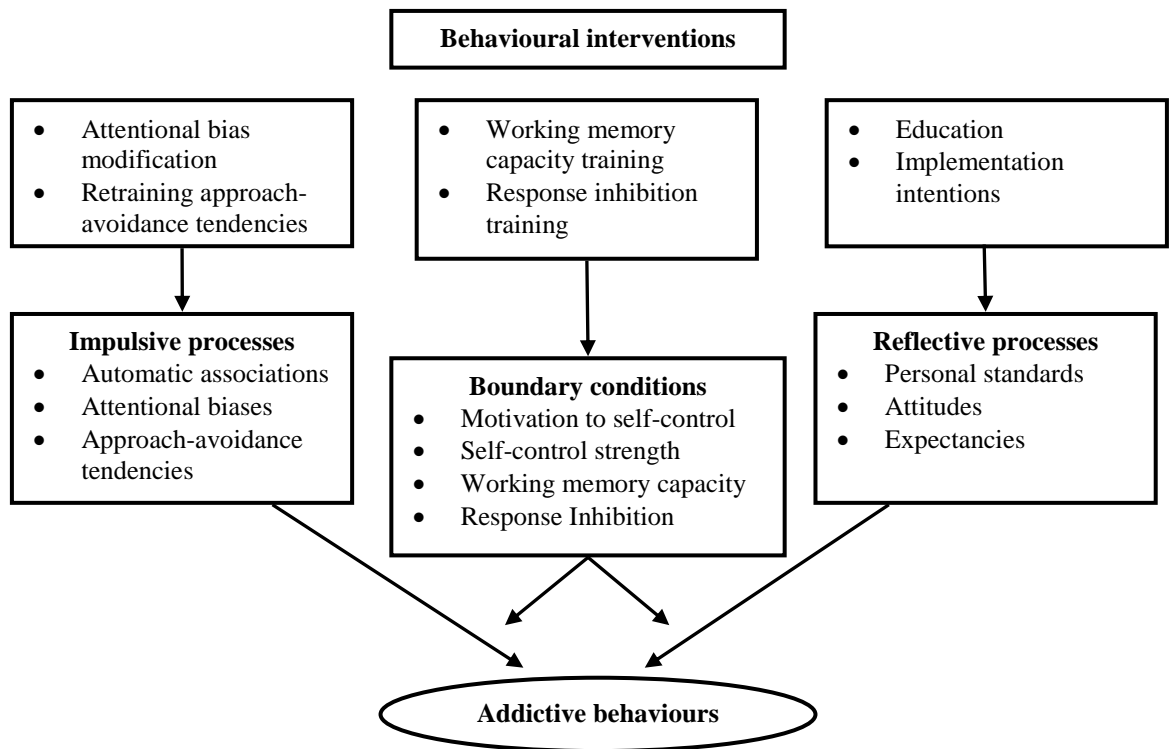 Behavioural interventions
• Attentional bias
modification
• Retraining approach-
avoidance tendencies
• Working memory
capacity training
• Response inhibition
training
• Education
• Implementation
intentions
Impulsive processes
• Automatic associations
• Attentional biases
• Approach-avoidance
tendencies
Boundary conditions
• Motivation to self-control
• Self-control strength
• Working memory capacity
• Response Inhibition
Reflective processes
• Personal standards
• Attitudes
• Expectancies
Addictive behaviours